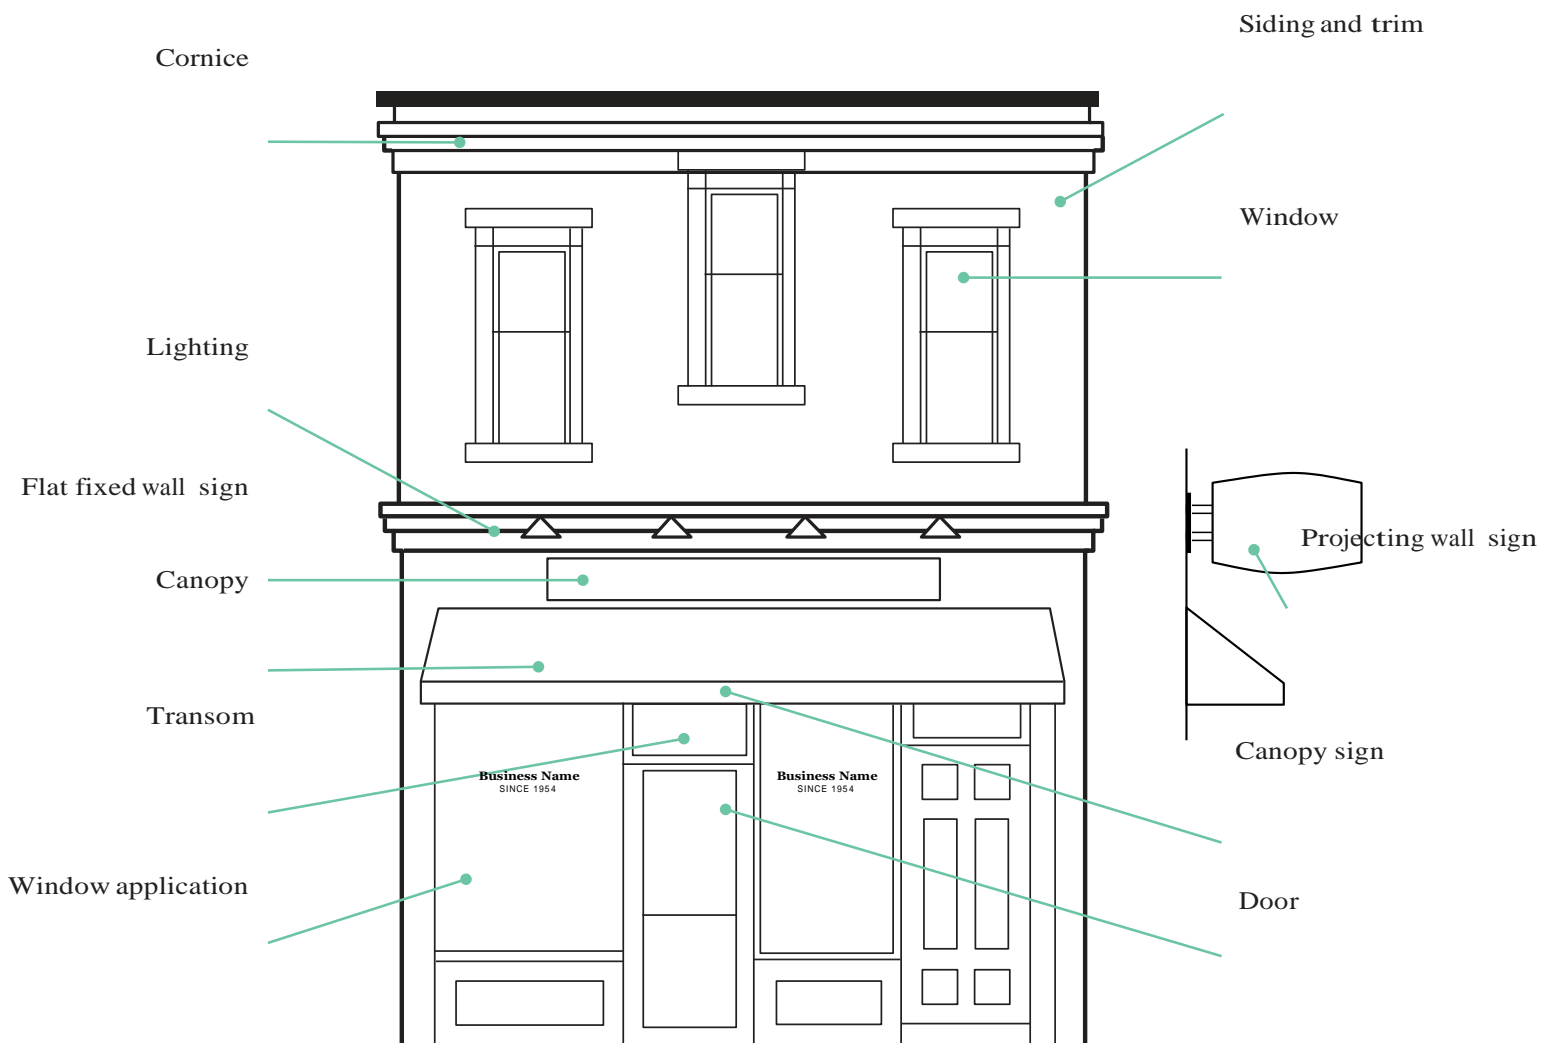 Siding and trim
Cornice
Window
Lighting
Flat fixed wall sign
Projecting wall sign
Canopy
Transom
Canopy sign
Business Name
SINCE 1954
Business Name
SINCE 1954
Window application
Door